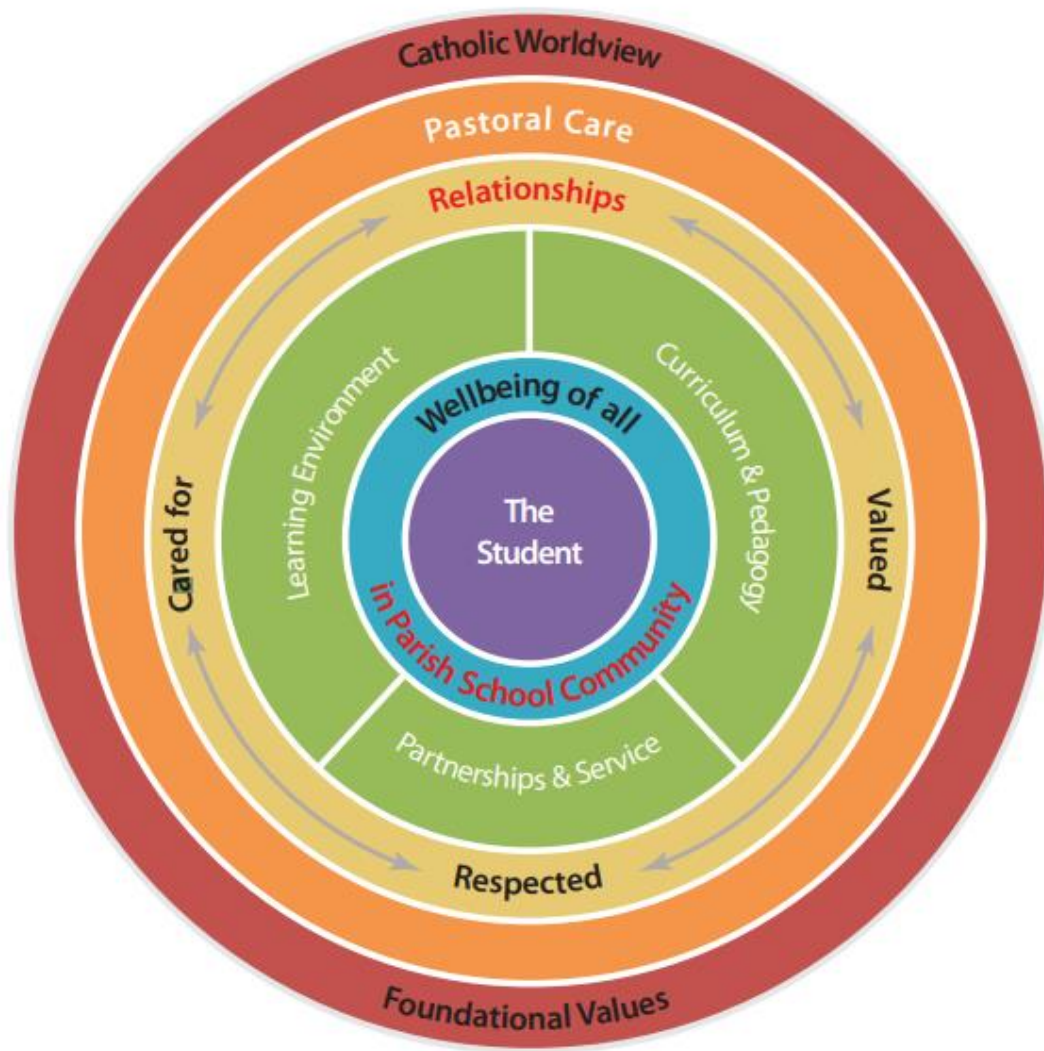 Catholic Worldview
Pastoral Care
Relationships
Learning Environment
Curriculum & Pedagogy
Wellbeing of all
The
Student
in Parish School Community
Cared for
Valued
Partnerships & Service
Respected
Foundational Values